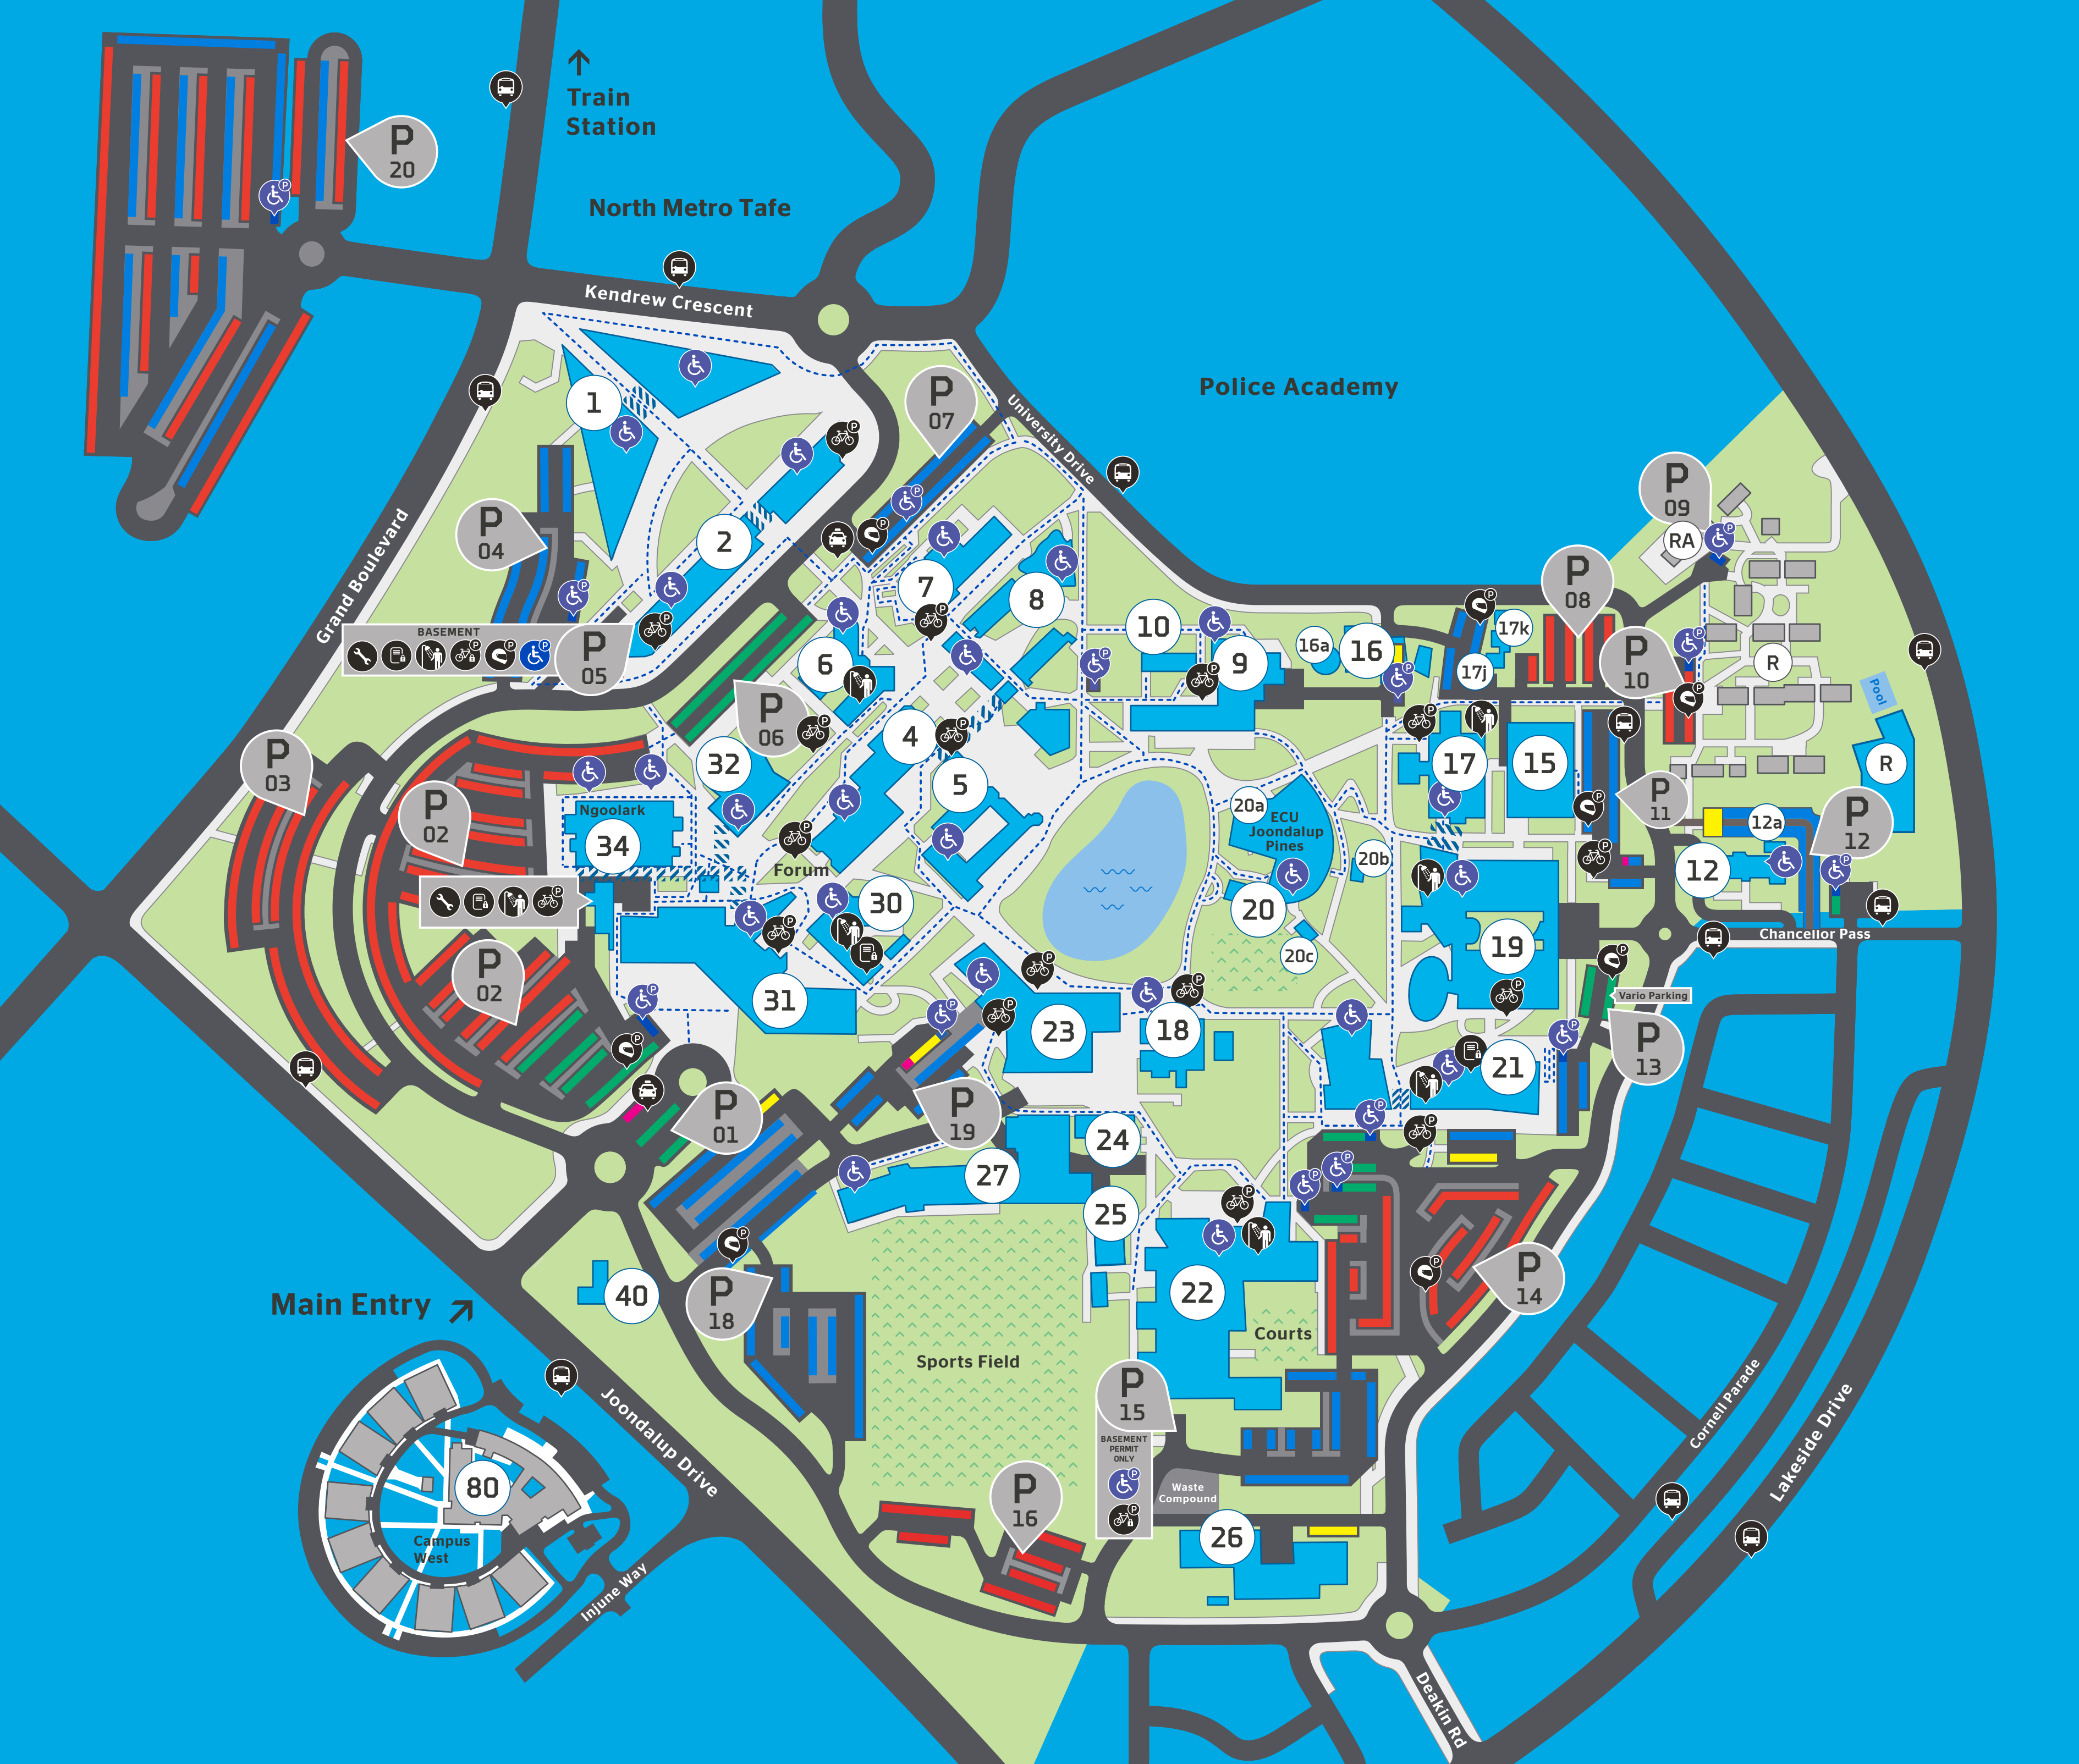 P
20
↑
Train
Station
North Metro Tafe
Kendrew Crescent
Police Academy
University Drive
Grand Boulevard
P
07
1
2
P
04
P
09
RA
P
08
7
8
10
9
16a
16
17k
17j
P
10
R
Pool
BASEMENT
P
05
6
P
06
4
5
32
P
03
P
02
Ngoolark
34
Forum
30
20a
ECU
Joondalup
Pines
20b
20
20c
17
15
P
11
12a
P
12
R
12
Chancellor Pass
19
Vario Parking
P
13
P
02
31
23
18
21
P
01
P
19
24
27
25
22
Courts
P
14
40
P
18
Main Entry ↗
Sports Field
P
15
BASEMENT
PERMIT
ONLY
Waste
Compound
P
16
26
Joondalup Drive
80
Campus
West
Injune Way
Cornell Parade
Lakeside Drive
Deakin Rd